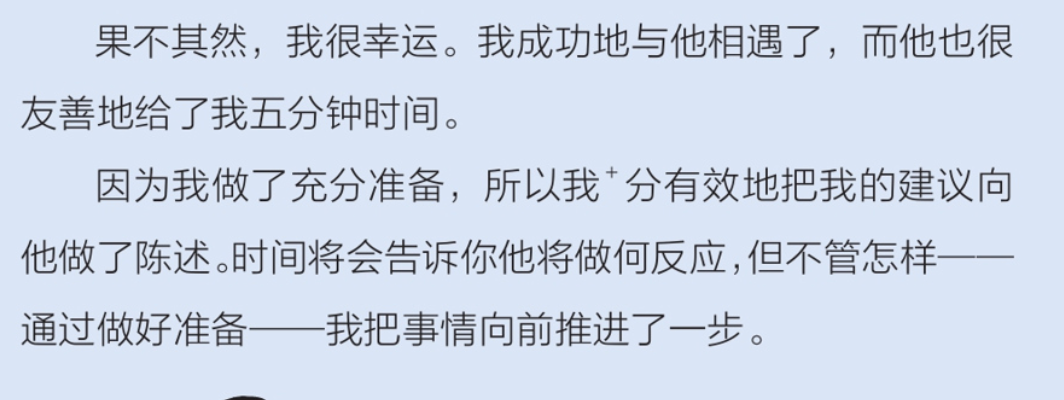 果不其然，我很幸运。我成功地与他相遇了，而他也很
友善地给了我五分钟时间。
因为我做了充分准备，所以我⁺分有效地把我的建议向
他做了陈述。时间将会告诉你他将做何反应，但不管怎样——
通过做好准备——我把事情向前推进了一步。